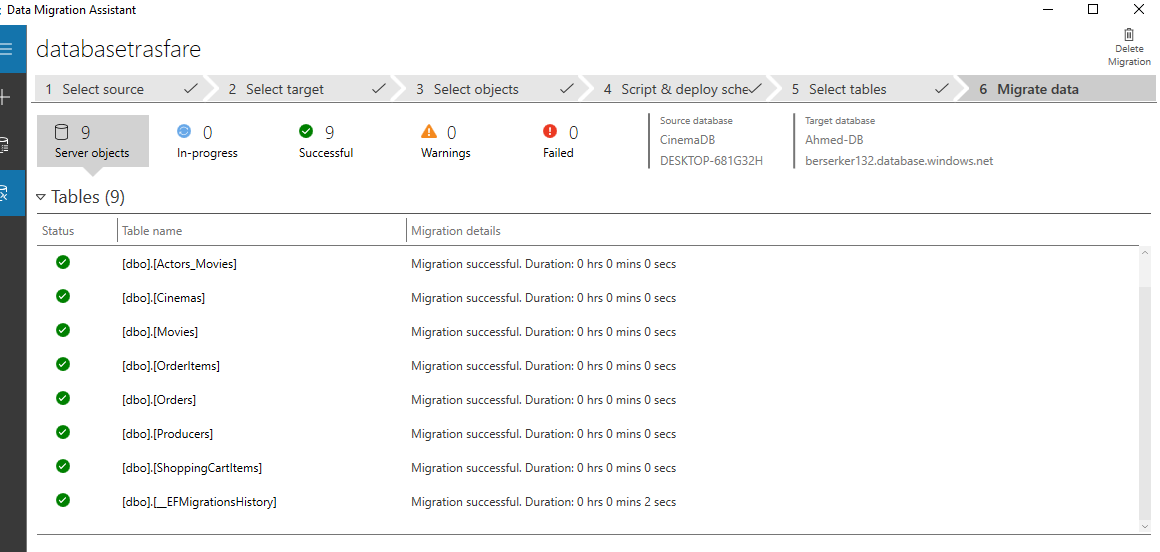 Data Migration Assistant
databasetrasfare
Delete
Migration
1 Select source
2 Select target
3 Select objects
4 Script & deploy sche
5 Select tables
6 Migrate data
9
Server objects
0
In-progress
9
Successful
0
Warnings
0
Failed
Source database
CinemaDB
DESKTOP-681G32H
Target database
Ahmed-DB
berserker132.database.windows.net
Tables (9)
Status Table name Migration details
[dbo].[Actors_Movies] Migration successful. Duration: 0 hrs 0 mins 0 secs
[dbo].[Cinemas] Migration successful. Duration: 0 hrs 0 mins 0 secs
[dbo].[Movies] Migration successful. Duration: 0 hrs 0 mins 0 secs
[dbo].[OrderItems] Migration successful. Duration: 0 hrs 0 mins 0 secs
[dbo].[Orders] Migration successful. Duration: 0 hrs 0 mins 0 secs
[dbo].[Producers] Migration successful. Duration: 0 hrs 0 mins 0 secs
[dbo].[ShoppingCartItems] Migration successful. Duration: 0 hrs 0 mins 0 secs
[dbo].[__EFMigrationsHistory] Migration successful. Duration: 0 hrs 0 mins 2 secs